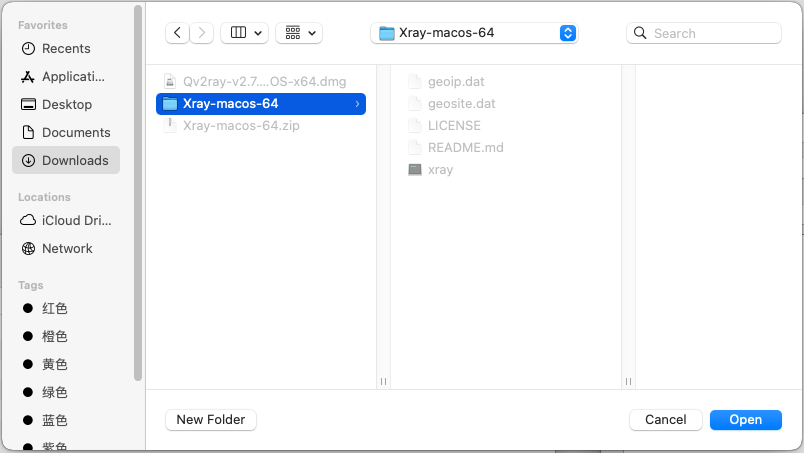 Favorites
Recents
Applicati...
Desktop
Documents
Downloads
Locations
iCloud Dri...
Network
Tags
红色
橙色
黄色
绿色
蓝色
紫色
Xray-macos-64
Search
Qv2ray-v2.7....OS-x64.dmg
Xray-macos-64
Xray-macos-64.zip
geoip.dat
geosite.dat
LICENSE
README.md
xray
New Folder
Cancel
Open